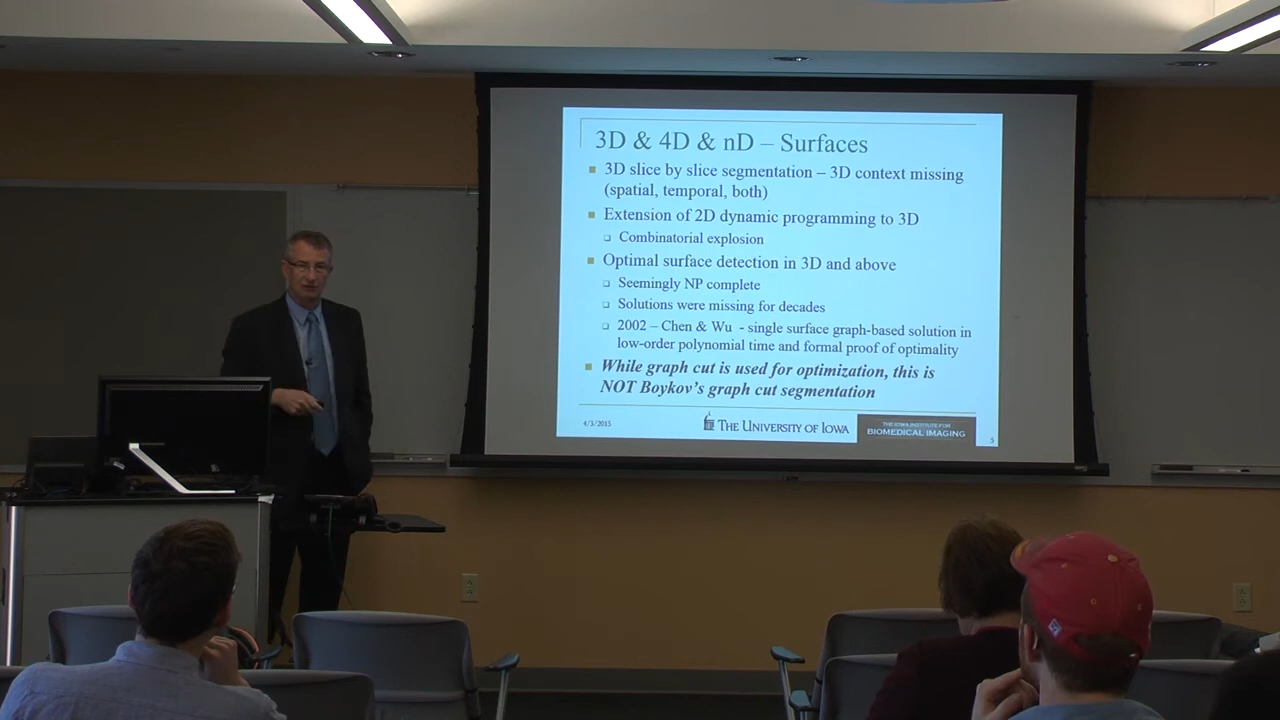 3D & 4D & nD – Surfaces
3D slice by slice segmentation – 3D context missing
(spatial, temporal, both)
Extension of 2D dynamic programming to 3D
Combinatorial explosion
Optimal surface detection in 3D and above
Seemingly NP complete
Solutions were missing for decades
2002 – Chen & Wu - single surface graph-based solution in
low-order polynomial time and formal proof of optimality
While graph cut is used for optimization, this is
NOT Boykov's graph cut segmentation
4/3/2015
THE UNIVERSITY OF IOWA
THE IOWA INSTITUTE FOR
BIOMEDICAL IMAGING
5